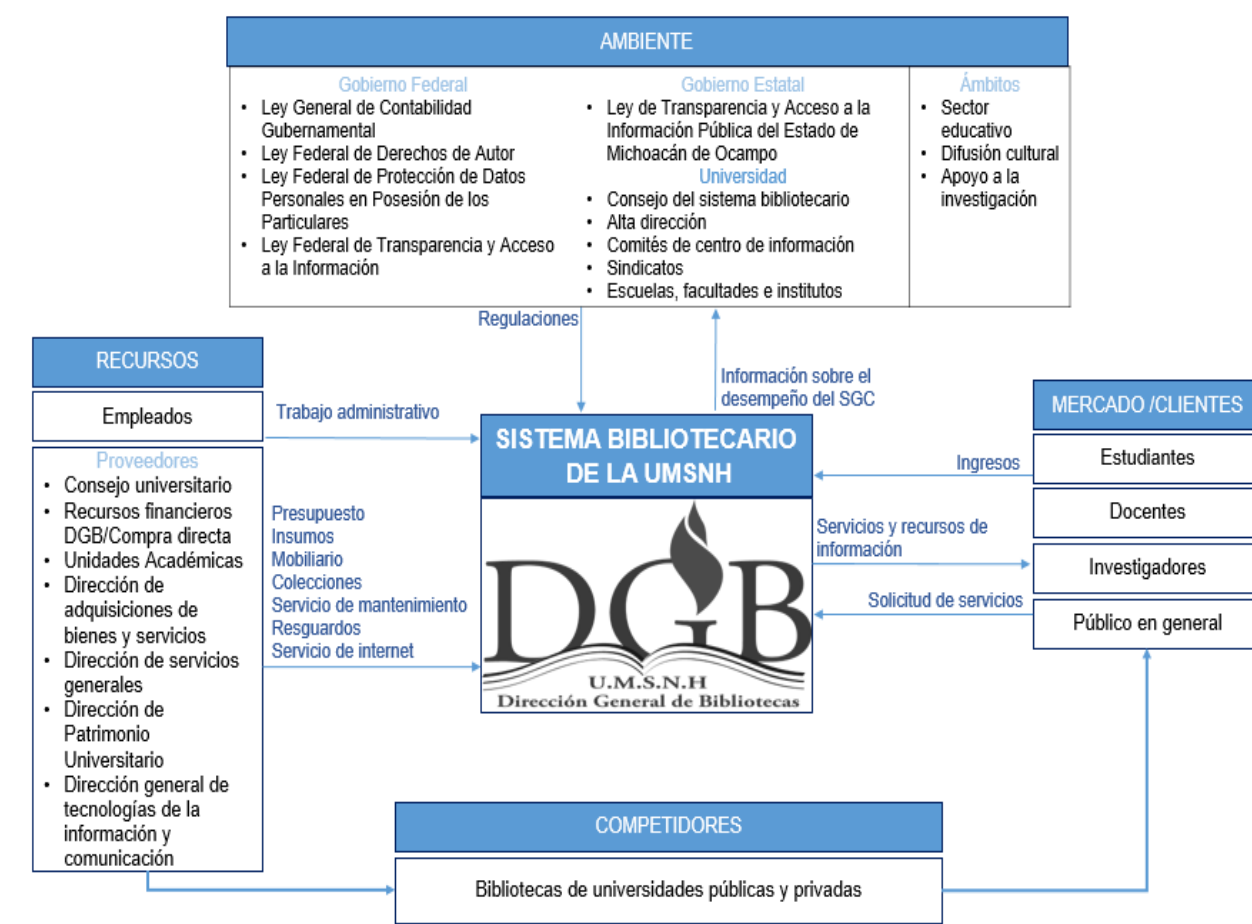 AMBIENTE
Gobierno Federal
• Ley General de Contabilidad
Gubernamental
• Ley Federal de Derechos de Autor
• Ley Federal de Protección de Datos
Personales en Posesión de los
Particulares
• Ley Federal de Transparencia y Acceso
a la Información
Gobierno Estatal
• Ley de Transparencia y Acceso a la
Información Pública del Estado de
Michoacán de Ocampo
Universidad
• Consejo del sistema bibliotecario
• Alta dirección
• Comités de centro de información
• Sindicatos
• Escuelas, facultades e institutos
Ámbitos
• Sector
educativo
• Difusión cultural
• Apoyo a la
investigación
Regulaciones
Información sobre el
desempeño del SGC
RECURSOS
Empleados
Proveedores
• Consejo universitario
• Recursos financieros
DGB/Compra directa
• Unidades Académicas
• Dirección de
adquisiciones de
bienes y servicios
• Dirección de servicios
generales
• Dirección de
Patrimonio
Universitario
• Dirección general de
tecnologías de la
información y
comunicación
Trabajo administrativo
Presupuesto
Insumos
Mobiliario
Colecciones
Servicio de mantenimiento
Resguardos
Servicio de internet
SISTEMA BIBLIOTECARIO
DE LA UMSNH
DGB
U.M.S.N.H
Dirección General de Bibliotecas
Ingresos
Servicios y recursos de
información
Solicitud de servicios
MERCADO /CLIENTES
Estudiantes
Docentes
Investigadores
Público en general
COMPETIDORES
Bibliotecas de universidades públicas y privadas